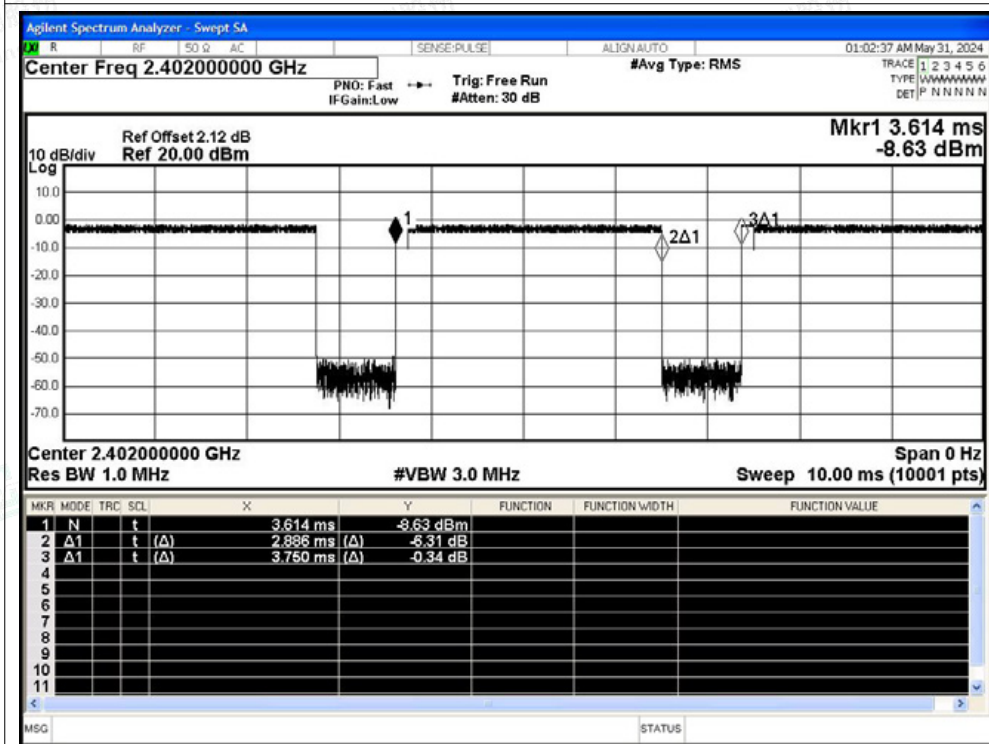 Agilent Spectrum Analyzer - Swept SA
LXI R RF 50 Ω AC SENSE:PULSE ALIGN AUTO 01:02:37 AM May 31, 2024
Center Freq 2.402000000 GHz #Avg Type: RMS TRACE 1 2 3 4 5 6
PNO: Fast Trig: Free Run TYPE WWWWWW
IFGain:Low #Atten: 30 dB DET P N N N N N
Mkr1 3.614 ms
Ref Offset 2.12 dB -8.63 dBm
10 dB/div Ref 20.00 dBm
Log
10.0
0.00 1 3Δ1
2Δ1
-10.0
-20.0
-30.0
-40.0
-50.0
-60.0
-70.0
Center 2.402000000 GHz Span 0 Hz
Res BW 1.0 MHz #VBW 3.0 MHz Sweep 10.00 ms (10001 pts)
MKR MODE TRC SCL X Y FUNCTION FUNCTION WIDTH FUNCTION VALUE
1 N t 3.614 ms -8.63 dBm
2 Δ1 t (Δ) 2.886 ms (Δ) -6.31 dB
3 Δ1 t (Δ) 3.750 ms (Δ) -0.34 dB
4
5
6
7
8
9
10
11
MSG STATUS